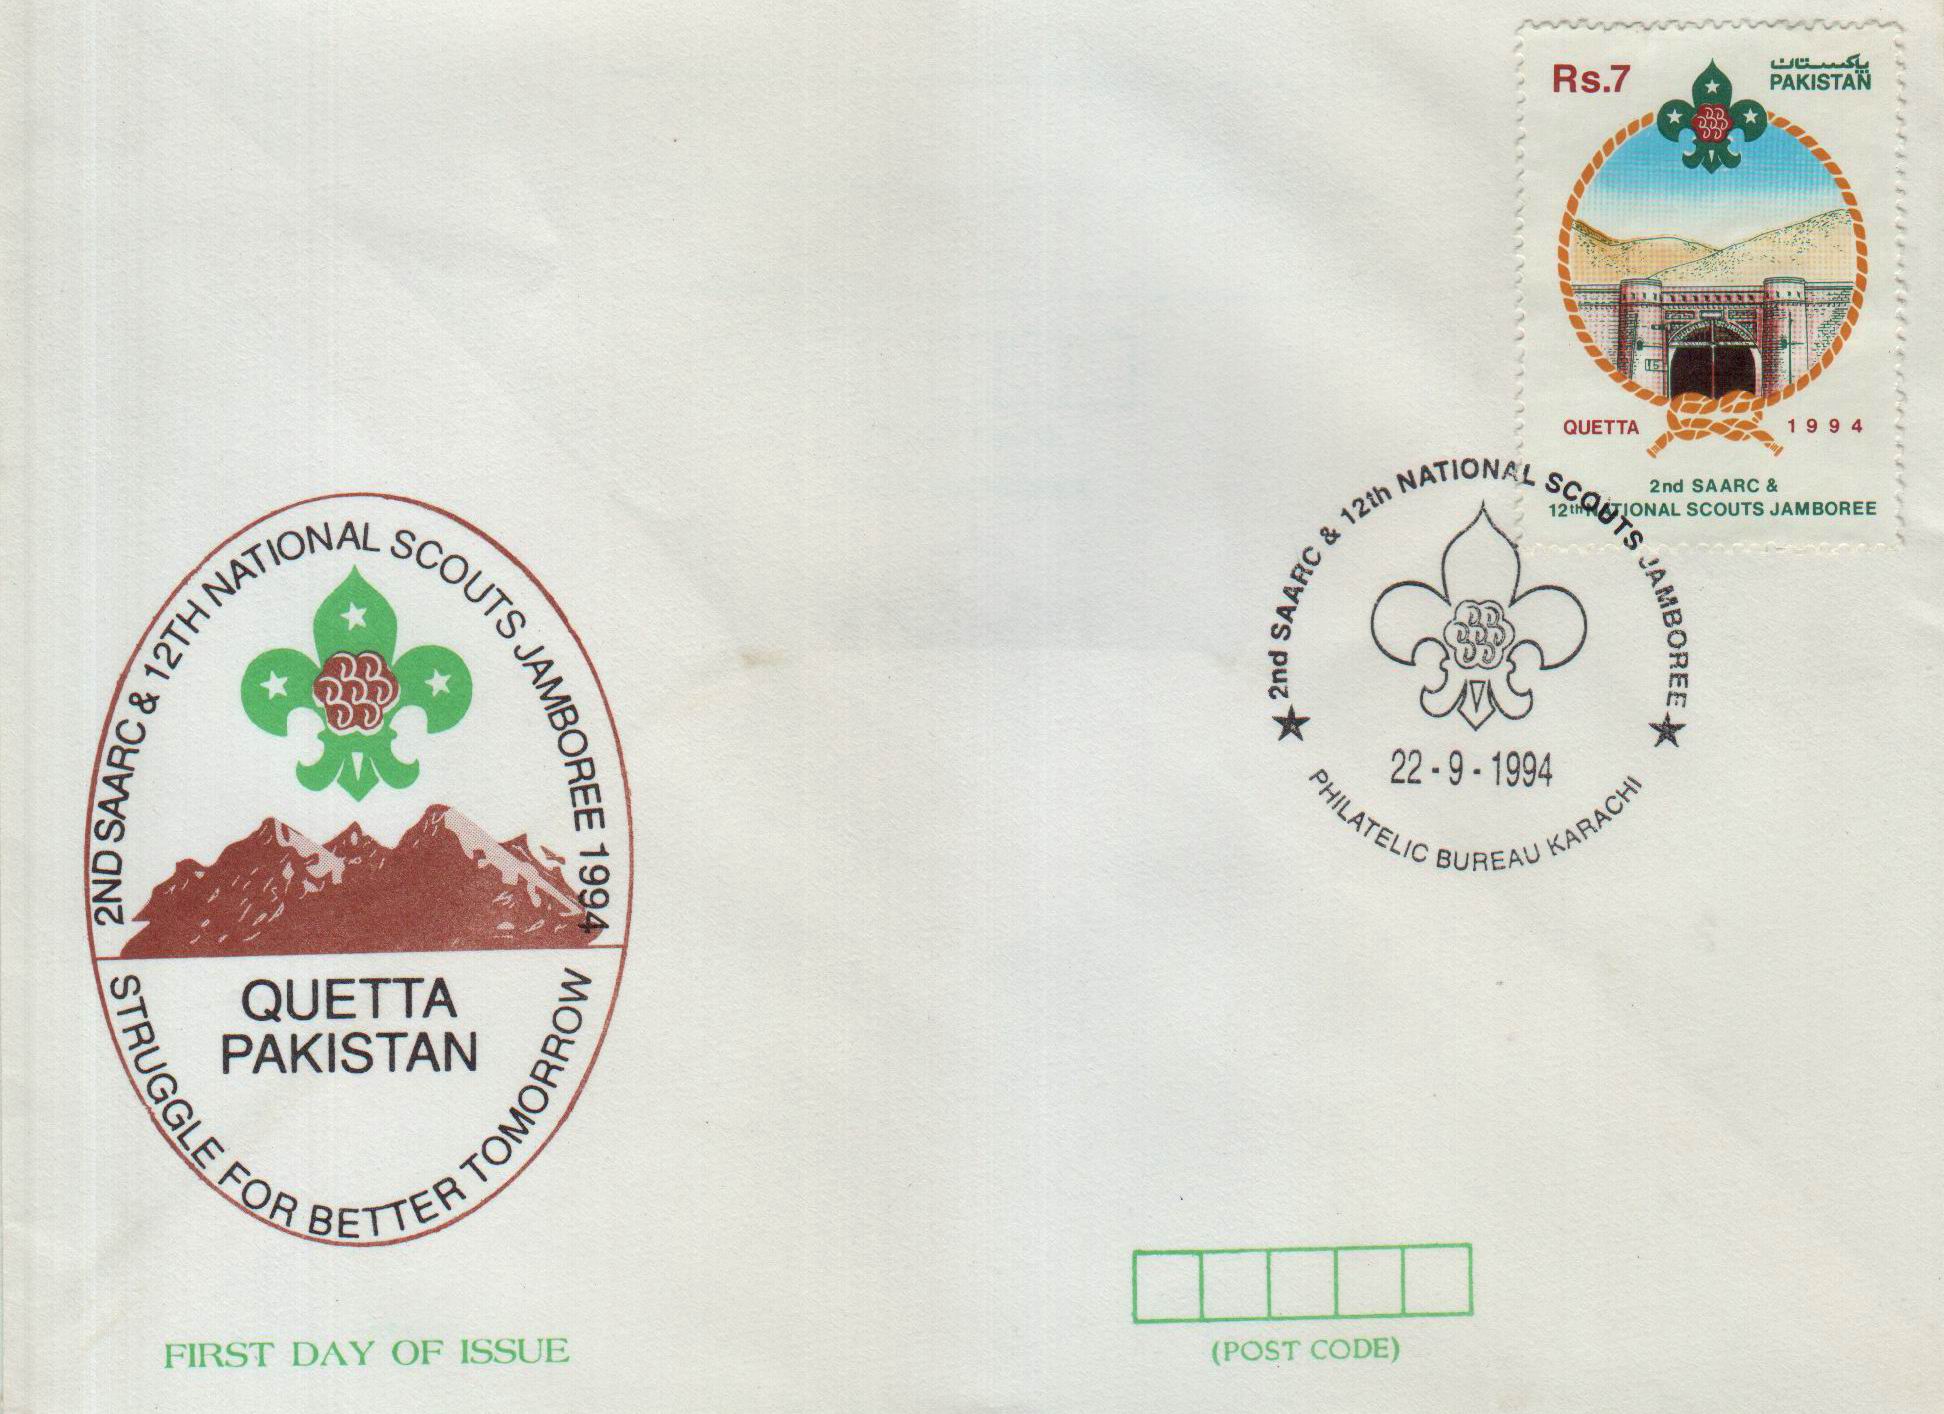 Rs.7
پاکستان
PAKISTAN
15
QUETTA 1994
2nd SAARC &
12th NATIONAL SCOUTS JAMBOREE
2nd SAARC & 12th NATIONAL SCOUTS JAMBOREE
22-9-1994
PHILATELIC BUREAU KARACHI
2ND SAARC & 12TH NATIONAL SCOUTS JAMBOREE 1994
QUETTA
PAKISTAN
STRUGGLE FOR BETTER TOMORROW
FIRST DAY OF ISSUE
(POST CODE)